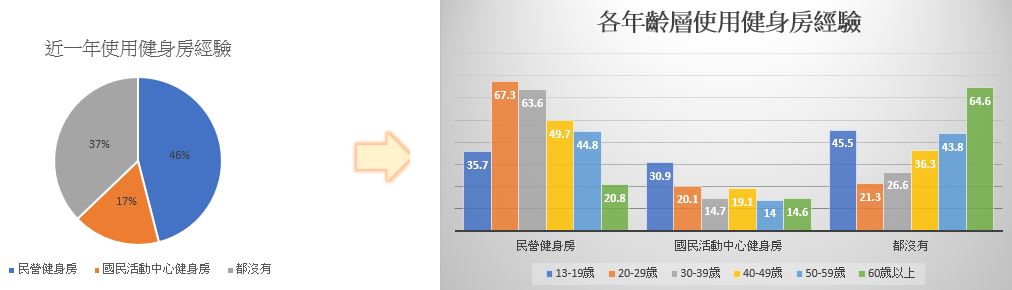 近一年使用健身房經驗
37%
46%
17%
民營健身房 國民活動中心健身房 都沒有
各年齡層使用健身房經驗
35.7 67.3 63.6 49.7 44.8 20.8
30.9 20.1 14.7 19.1 14 14.6
45.5 21.3 26.6 36.3 43.8 64.6
民營健身房 國民活動中心健身房 都沒有
13-19歲 20-29歲 30-39歲 40-49歲 50-59歲 60歲以上